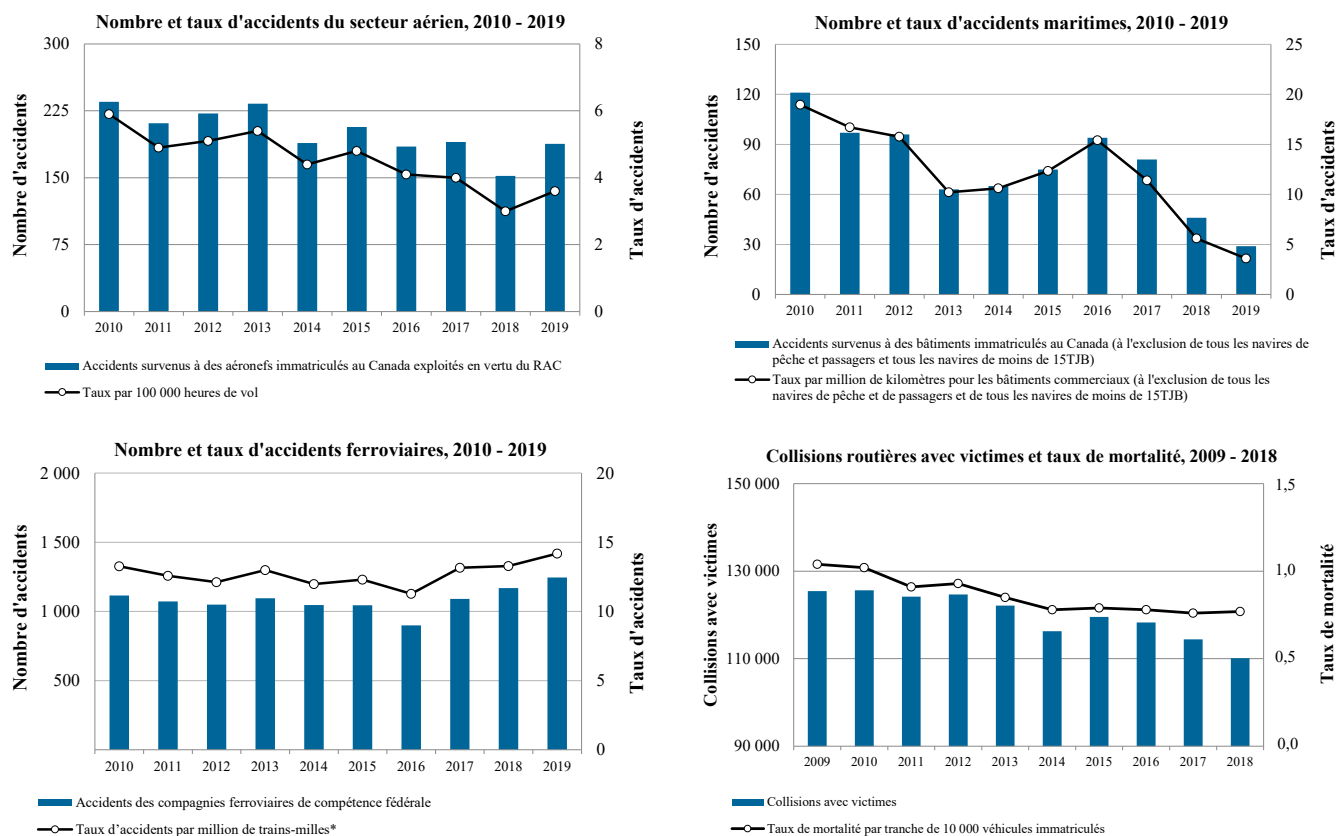 Nombre et taux d'accidents du secteur aérien, 2010 - 2019
300
225
150
75
0
8
6
4
2
0
Nombre d'accidents
Taux d'accidents
2010 2011 2012 2013 2014 2015 2016 2017 2018 2019
Accidents survenus à des aéronefs immatriculés au Canada exploités en vertu du RAC
Taux par 100 000 heures de vol
Nombre et taux d'accidents maritimes, 2010 - 2019
150
120
90
60
30
0
25
20
15
10
5
0
Nombre d'accidents
Taux d'accidents
2010 2011 2012 2013 2014 2015 2016 2017 2018 2019
Accidents survenus à des bâtiments immatriculés au Canada (à l'exclusion de tous les navires de
pêche et passagers et tous les navires de moins de 15TJB)
Taux par million de kilomètres pour les bâtiments commerciaux (à l'exclusion de tous les
navires de pêche et de passagers et de tous les navires de moins de 15TJB)
Nombre et taux d'accidents ferroviaires, 2010 - 2019
2 000
1 500
1 000
500
0
20
15
10
5
0
Nombre d'accidents
Taux d'accidents
2010 2011 2012 2013 2014 2015 2016 2017 2018 2019
Accidents des compagnies ferroviaires de compétence fédérale
Taux d’accidents par million de trains-milles*
Collisions routières avec victimes et taux de mortalité, 2009 - 2018
150 000
130 000
110 000
90 000
1,5
1,0
0,5
0,0
Collisions avec victimes
Taux de mortalité
2009 2010 2011 2012 2013 2014 2015 2016 2017 2018
Collisions avec victimes
Taux de mortalité par tranche de 10 000 véhicules immatriculés